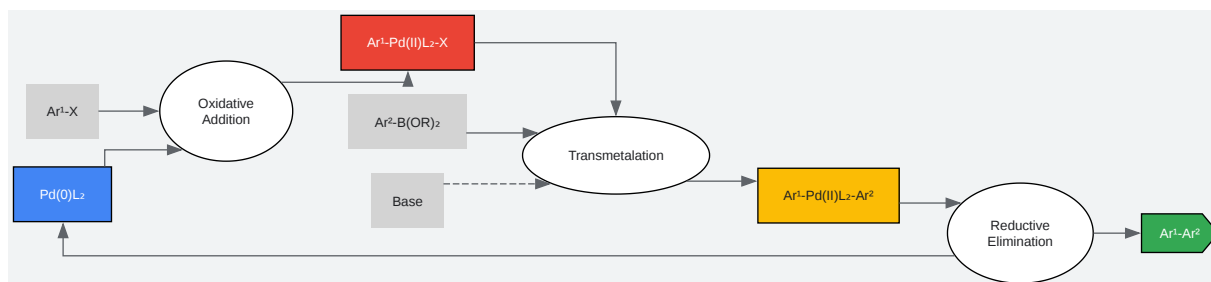 Ar¹-X
Pd(0)L₂
Oxidative
Addition
Ar¹-Pd(II)L₂-X
Ar²-B(OR)₂
Base
Transmetalation
Ar¹-Pd(II)L₂-Ar²
Reductive
Elimination
Ar¹-Ar²